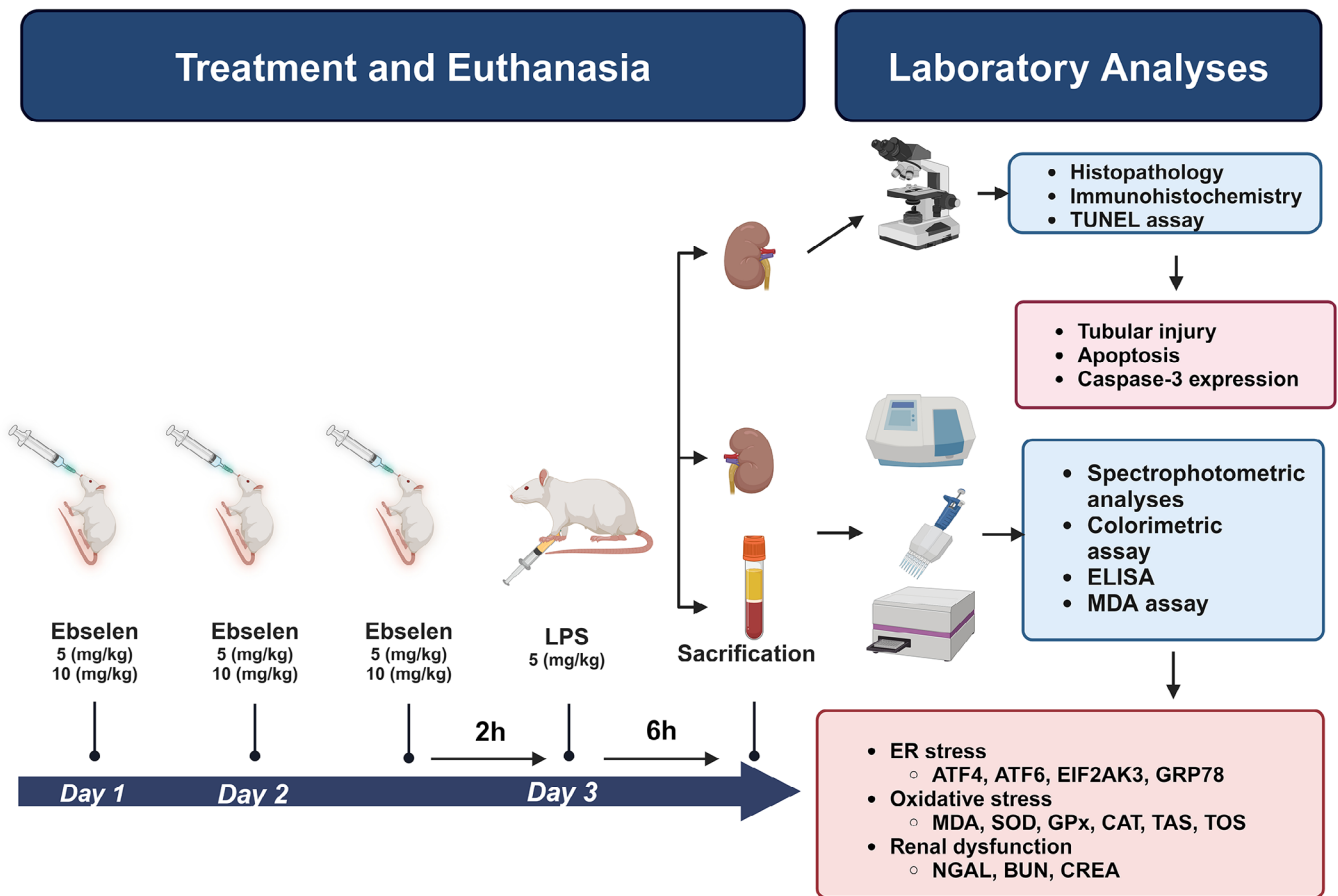 Treatment and Euthanasia
Laboratory Analyses
• Histopathology
• Immunohistochemistry
• TUNEL assay
• Tubular injury
• Apoptosis
• Caspase-3 expression
• Spectrophotometric
analyses
• Colorimetric
assay
• ELISA
• MDA assay
Ebselen
5 (mg/kg)
10 (mg/kg)
Ebselen
5 (mg/kg)
10 (mg/kg)
Ebselen
5 (mg/kg)
10 (mg/kg)
LPS
5 (mg/kg)
Sacrification
2h
6h
Day 1
Day 2
Day 3
• ER stress
○ ATF4, ATF6, EIF2AK3, GRP78
• Oxidative stress
○ MDA, SOD, GPx, CAT, TAS, TOS
• Renal dysfunction
○ NGAL, BUN, CREA